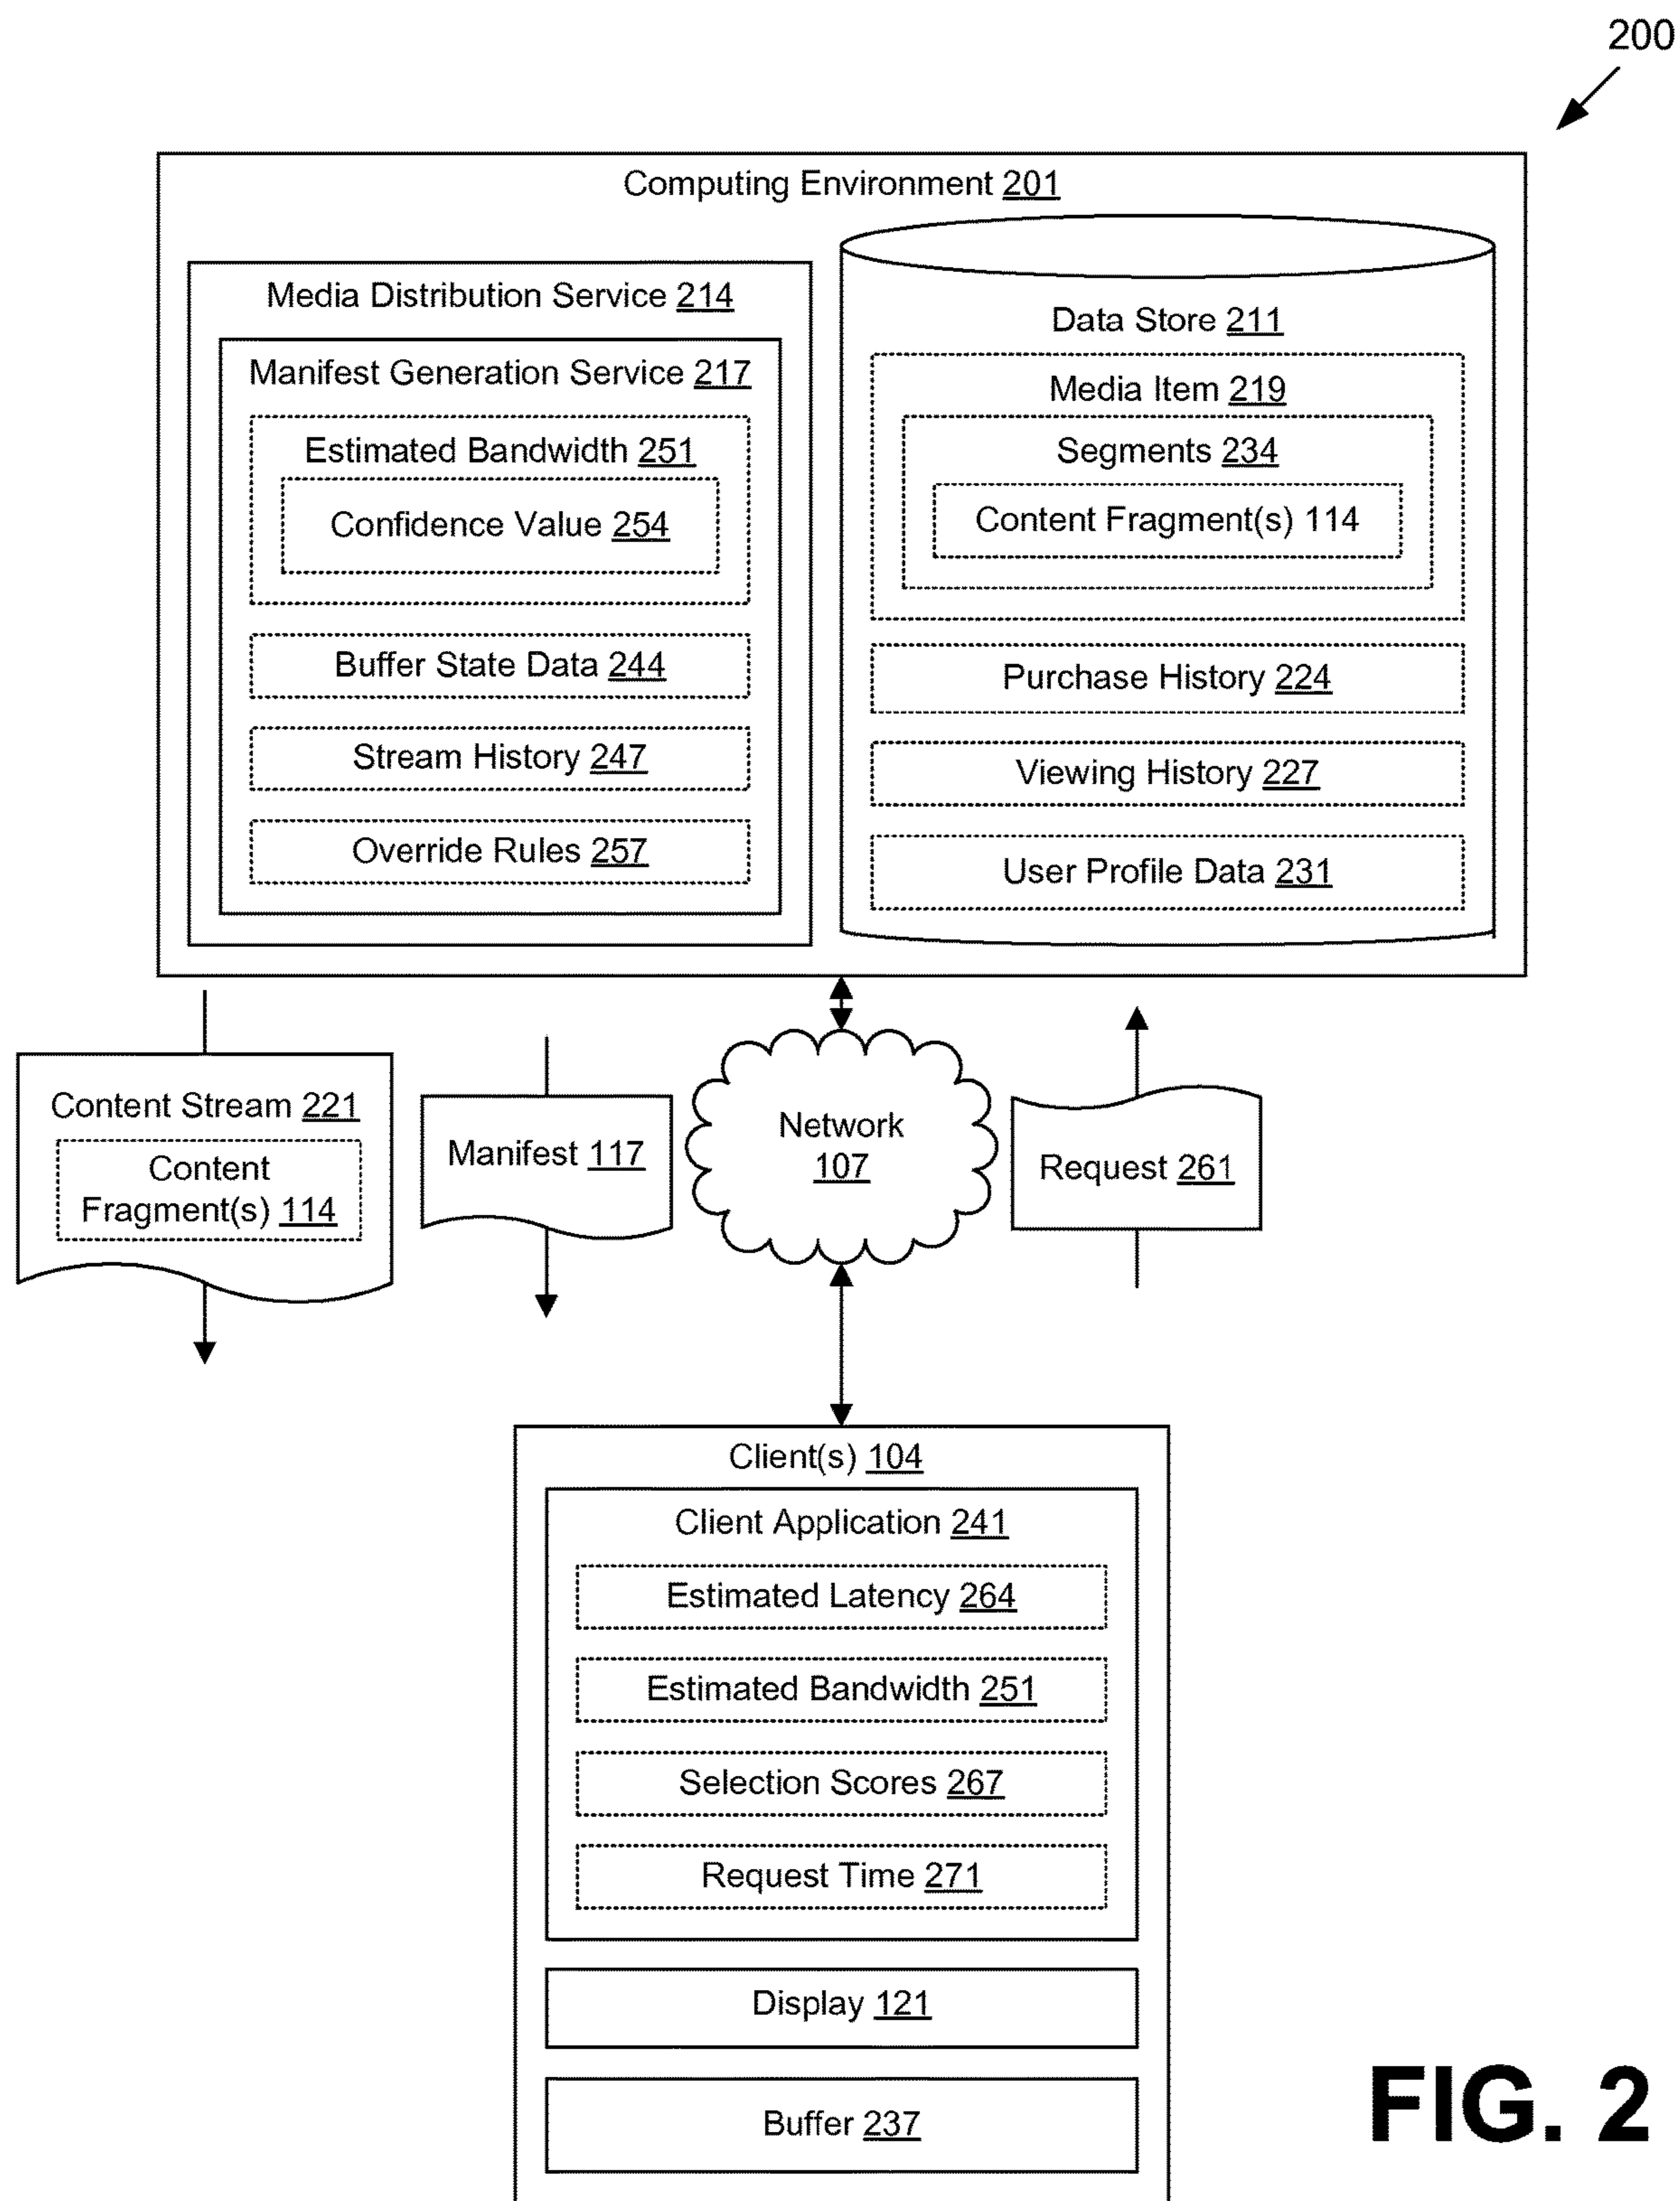 200
Computing Environment 201
Media Distribution Service 214
Manifest Generation Service 217
Estimated Bandwidth 251
Confidence Value 254
Buffer State Data 244
Stream History 247
Override Rules 257
Data Store 211
Media Item 219
Segments 234
Content Fragment(s) 114
Purchase History 224
Viewing History 227
User Profile Data 231
Content Stream 221
Content
Fragment(s) 114
Manifest 117
Network
107
Request 261
Client(s) 104
Client Application 241
Estimated Latency 264
Estimated Bandwidth 251
Selection Scores 267
Request Time 271
Display 121
Buffer 237
FIG. 2